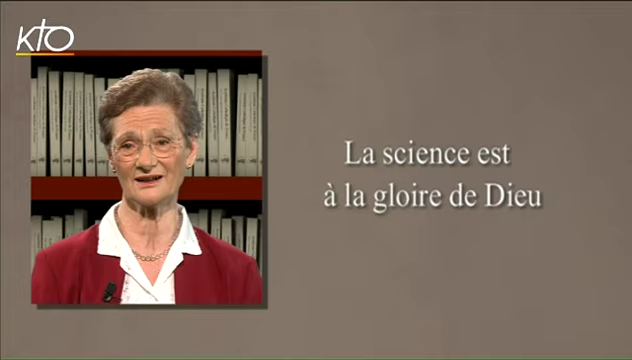 kto
La science est
à la gloire de Dieu